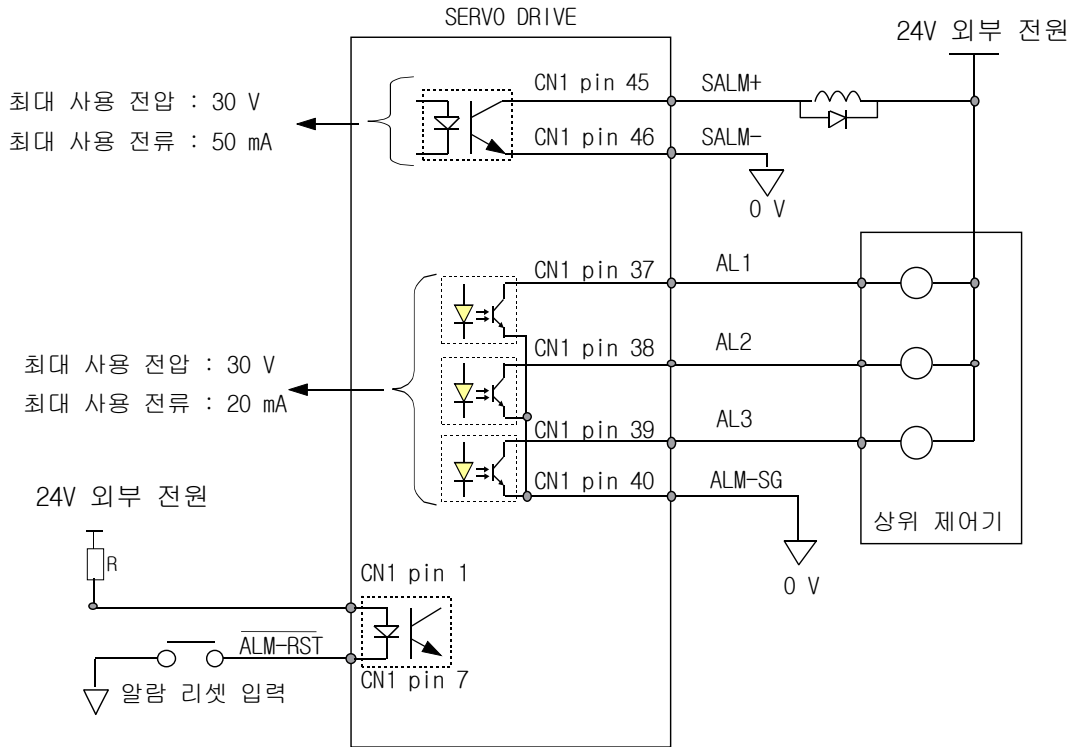 SERVO DRIVE
24V 외부 전원
최대 사용 전압 : 30 V
최대 사용 전류 : 50 mA
CN1 pin 45
SALM+
CN1 pin 46
SALM-
0 V
CN1 pin 37
AL1
CN1 pin 38
AL2
최대 사용 전압 : 30 V
최대 사용 전류 : 20 mA
CN1 pin 39
AL3
CN1 pin 40
ALM-SG
상위 제어기
0 V
24V 외부 전원
R
CN1 pin 1
ALM-RST
CN1 pin 7
알람 리셋 입력